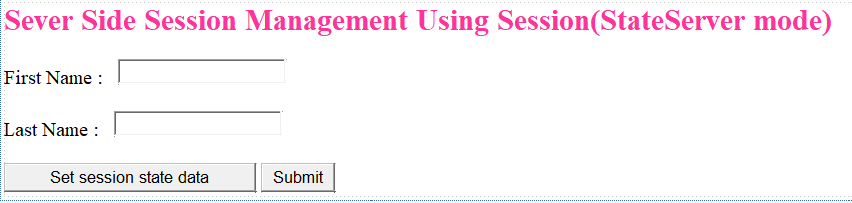 Sever Side Session Management Using Session(StateServer mode)
First Name :
Last Name :
Set session state data Submit